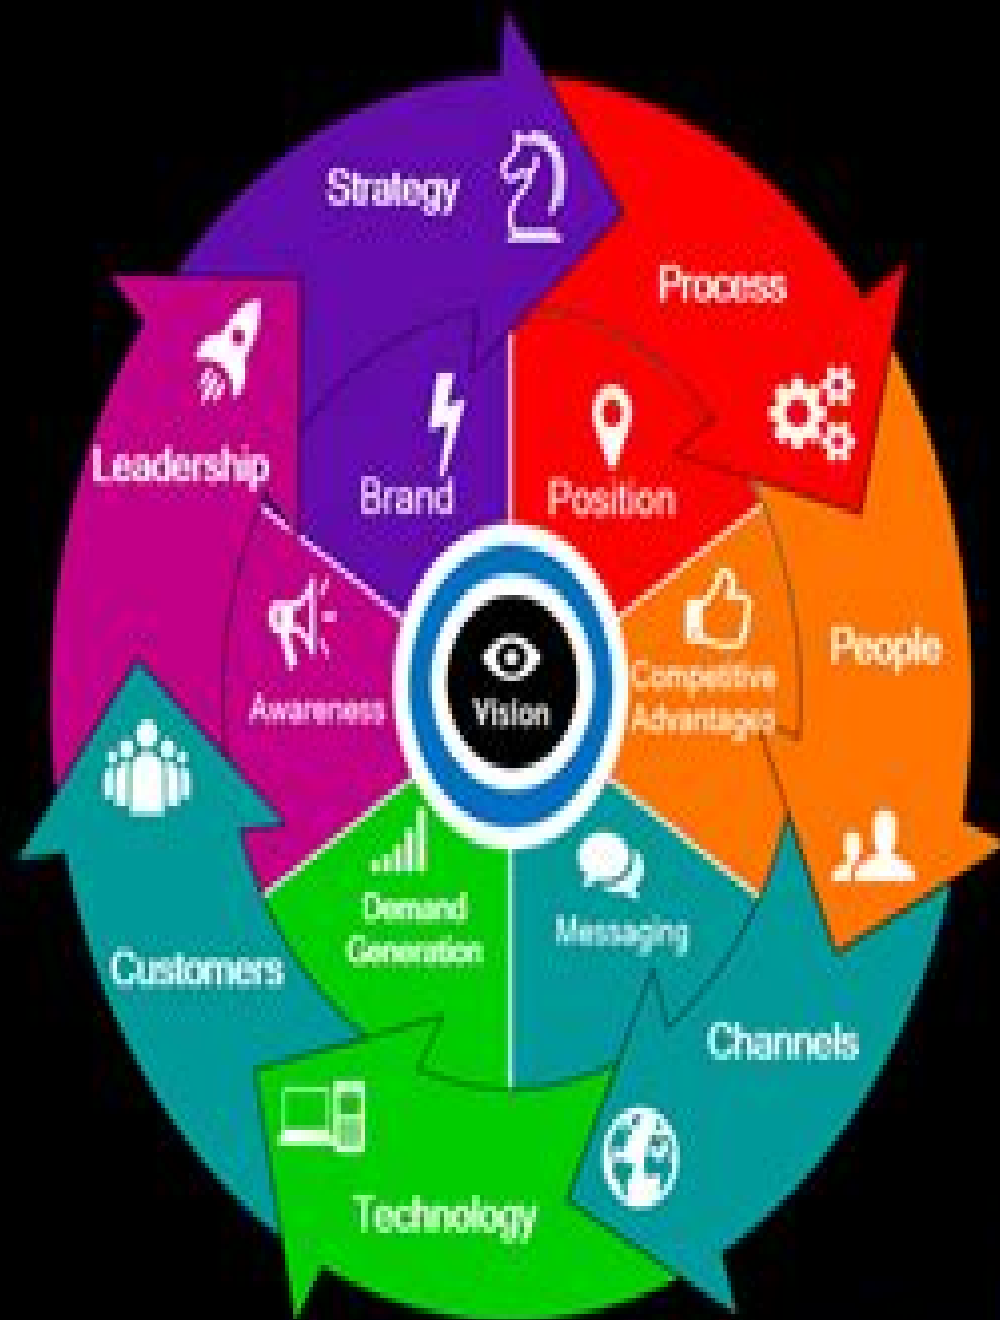 Strategy
Process
Leadership
Brand
Position
People
Competitive
Advantages
Awareness
Vision
Demand
Generation
Messaging
Customers
Channels
Technology